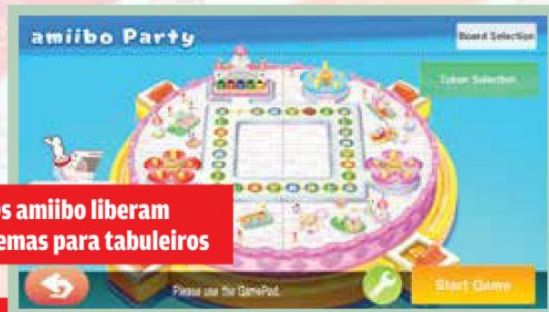 amiibo Party
Board Selection
Token Selection
s amiibo liberam
emas para tabuleiros
Please use the GamePad.
Start Game